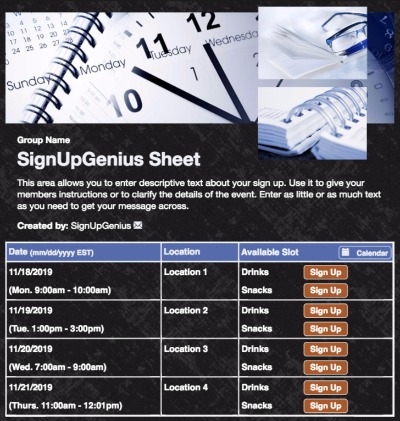 Sunday
Monday
Tuesday
Wednesday
1
10
12
Group Name
SignUpGenius Sheet
This area allows you to enter descriptive text about your sign up. Use it to give your
members instructions or to clarify the details of the event. Enter as little or as much text
as you need to get your message across.
Created by: SignUpGenius
Date (mm/dd/yyyy EST) Location Available Slot Calendar
11/18/2019 Location 1 Drinks Sign Up
(Mon. 9:00am - 10:00am) Snacks Sign Up
11/19/2019 Location 2 Drinks Sign Up
(Tue. 1:00pm - 3:00pm) Snacks Sign Up
11/20/2019 Location 3 Drinks Sign Up
(Wed. 7:00am - 9:00am) Snacks Sign Up
11/21/2019 Location 4 Drinks Sign Up
(Thurs. 11:00am - 12:01pm) Snacks Sign Up